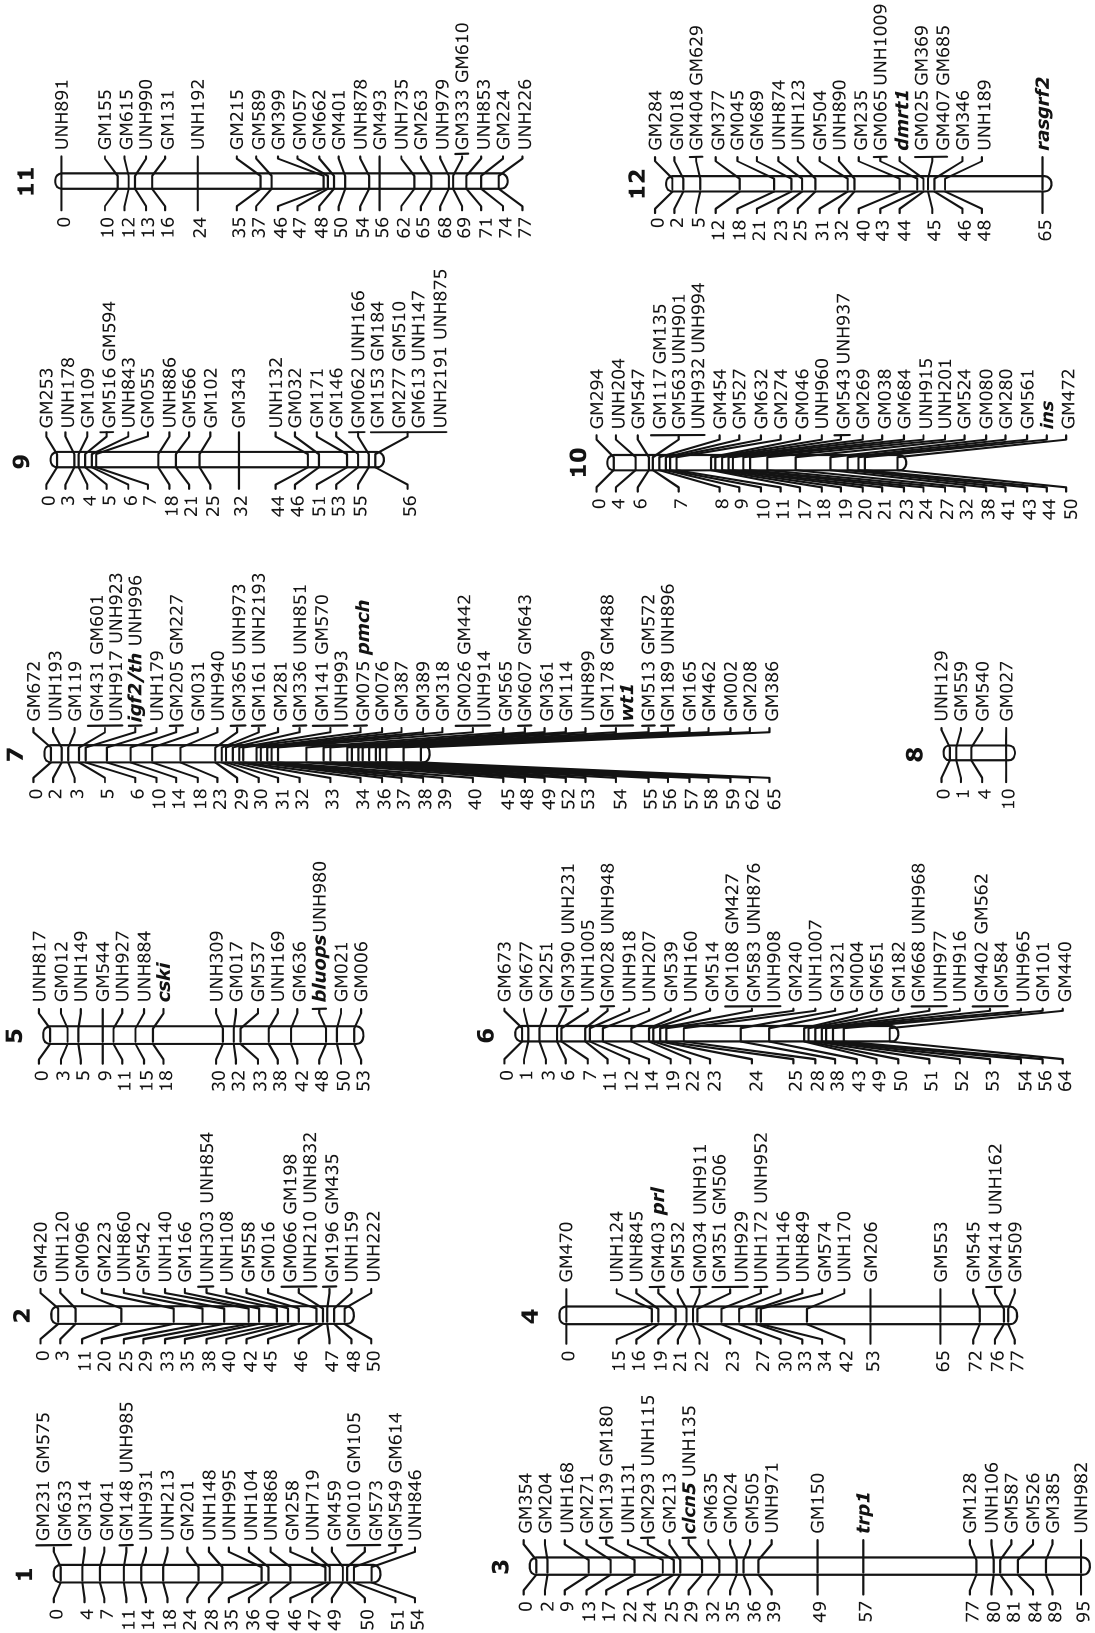 1
0 GM231 GM575
GM633
4 GM314
7 GM041
11 GM148 UNH985
14 UNH931
18 UNH213
24 GM201
28 UNH148
35 UNH995
36 UNH104
40 UNH868
46 GM258
47 UNH719
49 GM459
50 GM010 GM105
GM573
51 GM549 GM614
54 UNH846
2
0 GM420
3 UNH120
11 GM096
20 GM223
25 UNH860
29 GM542
33 UNH140
35 GM166
38 UNH303 UNH854
40 UNH108
42 GM558
45 GM016
46 GM066 GM198
UNH210 UNH832
47 GM196 GM435
48 UNH159
50 UNH222
5
0 UNH817
3 GM012
5 UNH149
9 GM544
11 UNH927
15 UNH884
18 cski
30 UNH309
32 GM017
33 GM537
38 UNH169
42 GM636
48 bluops UNH980
50 GM021
53 GM006
7
0 GM672
2 UNH193
3 GM119
5 GM431 GM601
UNH917 UNH923
6 igf2/th UNH996
10 UNH179
14 GM205 GM227
18 GM031
23 UNH940
29 GM365 UNH973
30 GM161 UNH2193
31 GM281
32 GM336 UNH851
33 GM141 GM570
UNH993
34 GM075 pmch
36 GM076
37 GM387
38 GM389
39 GM318
40 GM026 GM442
UNH914
45 GM565
48 GM607 GM643
49 GM361
52 GM114
53 UNH899
54 GM178 GM488
wt1
55 GM513 GM572
56 GM189 UNH896
57 GM165
58 GM462
59 GM002
62 UNH208
65 GM386
9
0 GM253
3 UNH178
4 GM109
5 GM516 GM594
6 UNH843
7 GM055
18 UNH886
21 GM566
25 GM102
32 GM343
44 UNH132
46 GM032
51 GM171
53 GM146
55 GM062 UNH166
56 GM153 GM184
GM277 GM510
GM613 UNH147
UNH2191 UNH875
11
0 UNH891
10 GM155
12 GM615
13 UNH990
16 GM131
24 UNH192
35 GM215
37 GM589
46 GM399
47 GM057
48 GM662
50 GM401
54 UNH878
56 GM493
62 UNH735
65 GM263
68 UNH979
69 GM333 GM610
71 UNH853
74 GM224
77 UNH226
3
0 GM354
2 GM204
9 UNH168
13 GM271
17 GM139 GM180
22 UNH131
24 GM293 UNH115
25 GM213
29 clcn5 UNH135
32 GM635
35 GM024
36 GM505
39 UNH971
49 GM150
57 trp1
77 GM128
80 UNH106
81 GM587
84 GM526
89 GM385
95 UNH982
4
0 GM470
15 UNH124
16 UNH845
19 GM403 prl
21 GM532
22 GM034 UNH911
23 GM351 GM506
UNH929
27 UNH172 UNH952
30 UNH146
33 UNH849
34 GM574
42 UNH170
53 GM206
65 GM553
72 GM545
76 GM414 UNH162
77 GM509
6
0 GM673
1 GM677
3 GM251
6 GM390 UNH231
7 UNH1005
11 GM028 UNH948
12 UNH918
14 UNH207
19 GM539
22 UNH160
23 GM514
24 GM108 GM427
GM583 UNH876
UNH908
25 GM240
28 UNH1007
38 GM321
43 GM004
49 GM651
50 GM182
51 GM668 UNH968
UNH977
52 UNH916
53 GM402 GM562
GM584
54 UNH965
56 GM101
64 GM440
8
0 UNH129
1 GM559
4 GM540
10 GM027
10
0 GM294
4 UNH204
6 GM547
7 GM117 GM135
GM563 UNH901
UNH932 UNH994
8 GM454
9 GM527
10 GM632
11 GM274
17 GM046
18 UNH960
19 GM543 UNH937
20 GM269
21 GM038
23 GM684
24 UNH915
27 UNH201
32 GM524
38 GM080
41 GM280
43 GM561
44 ins
50 GM472
12
0 GM284
2 GM018
5 GM404 GM629
12 GM377
18 GM045
21 GM689
23 UNH874
25 UNH123
31 GM504
32 UNH890
40 GM235
43 GM065 UNH1009
44 dmrt1
45 GM025 GM369
GM407 GM685
46 GM346
48 UNH189
65 rasgrf2